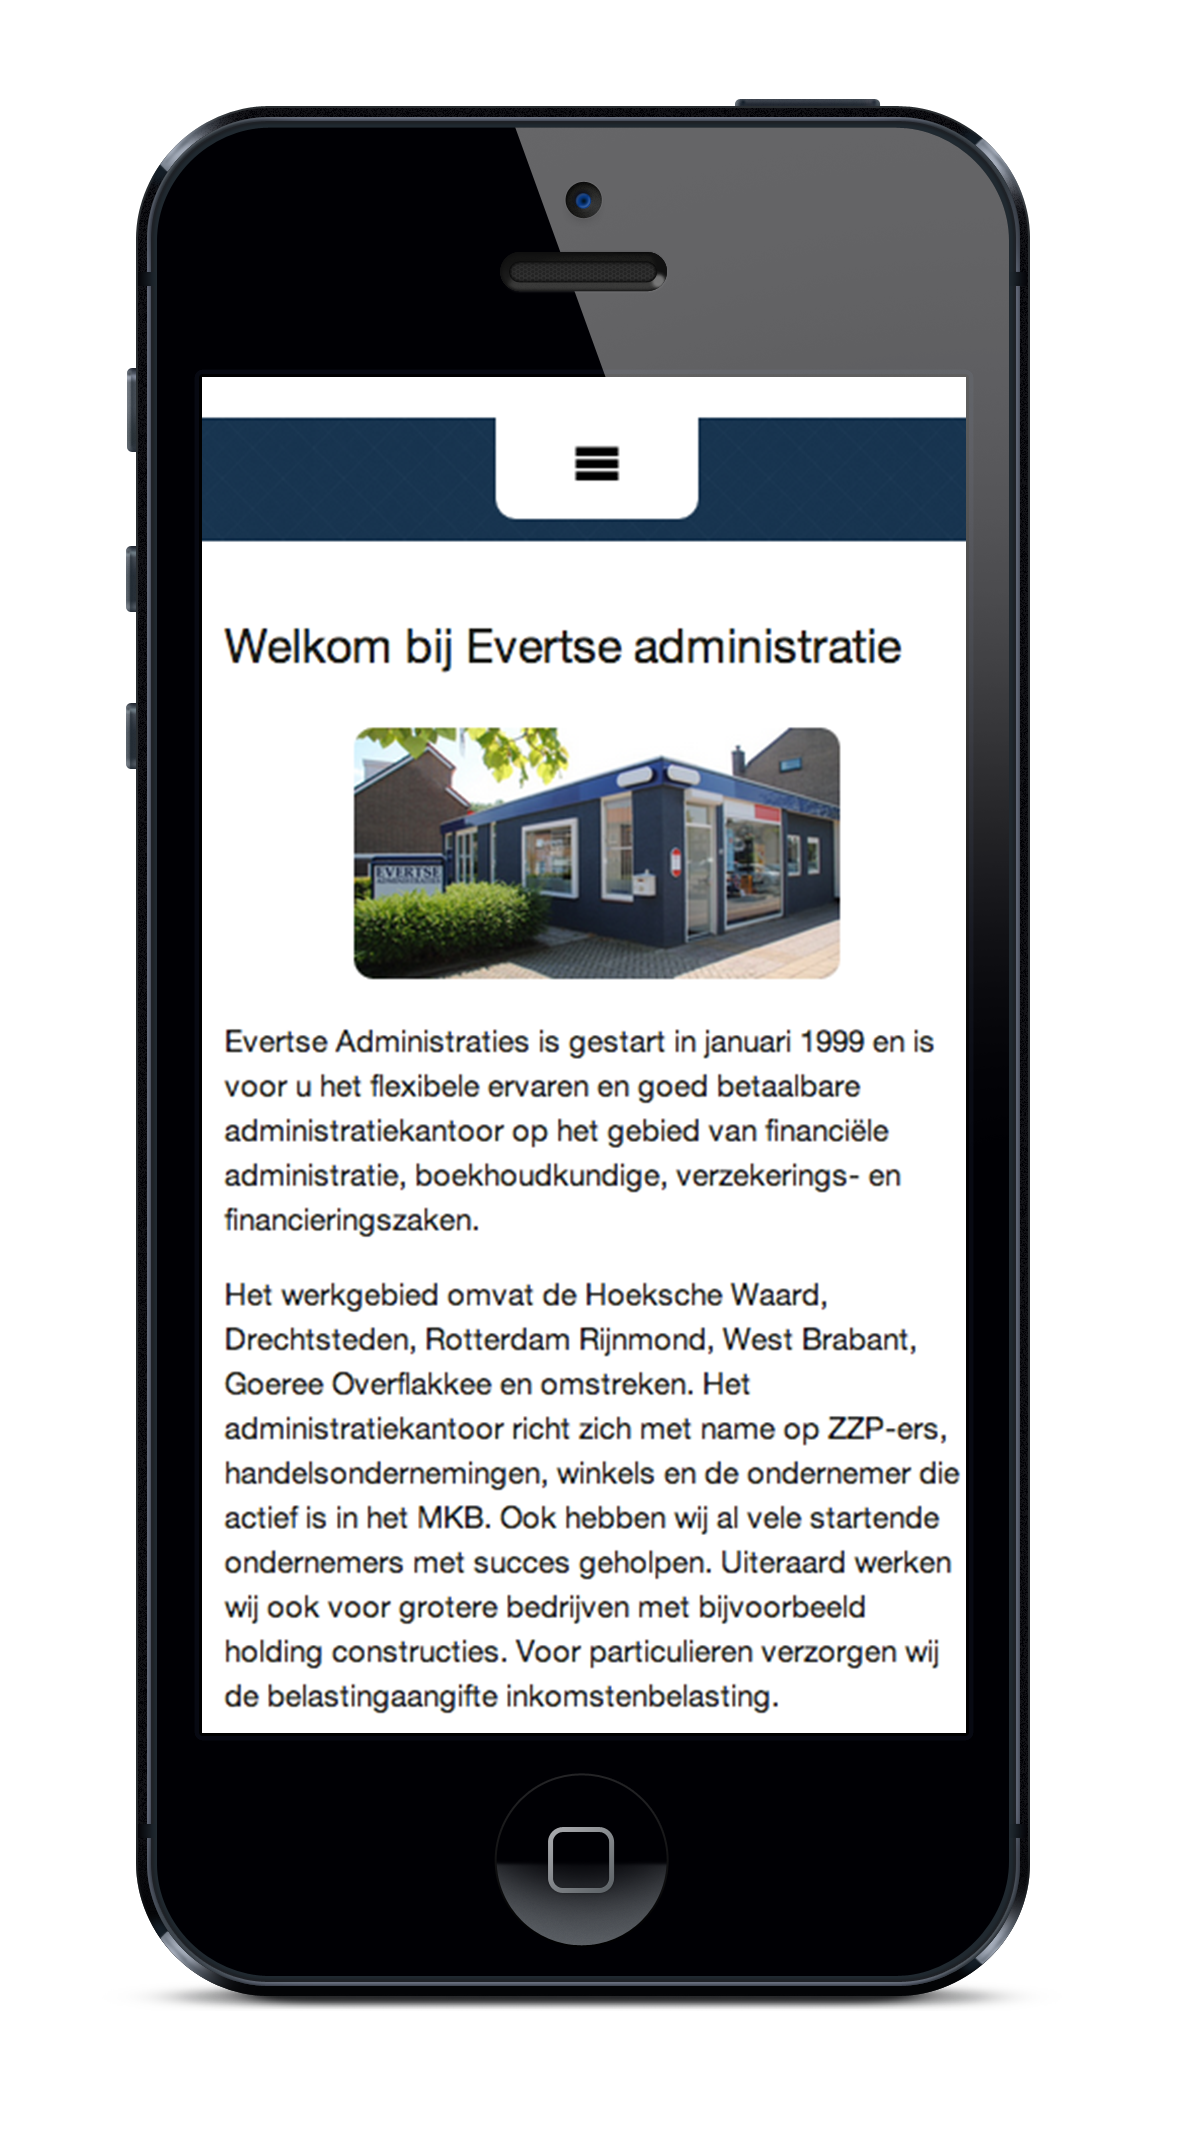 Welkom bij Evertse administratie
EVERTSE
ADMINISTRATIES
Evertse Administraties is gestart in januari 1999 en is
voor u het flexibele ervaren en goed betaalbare
administratiekantoor op het gebied van financiële
administratie, boekhoudkundige, verzekerings- en
financieringszaken.
Het werkgebied omvat de Hoeksche Waard,
Drechtsteden, Rotterdam Rijnmond, West Brabant,
Goeree Overflakkee en omstreken. Het
administratiekantoor richt zich met name op ZZP-ers,
handelsondernemingen, winkels en de ondernemer die
actief is in het MKB. Ook hebben wij al vele startende
ondernemers met succes geholpen. Uiteraard werken
wij ook voor grotere bedrijven met bijvoorbeeld
holding constructies. Voor particulieren verzorgen wij
de belastingaangifte inkomstenbelasting.